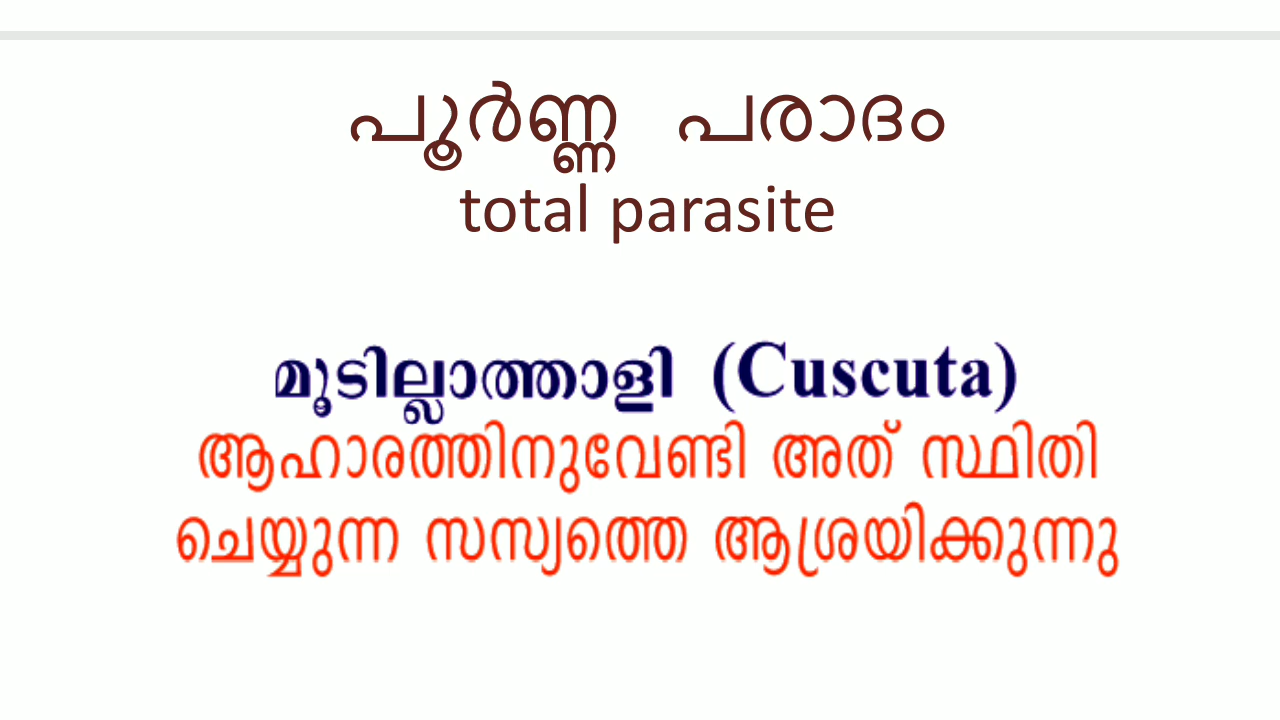 പൂർണ്ണ പരാദം
total parasite
മൂടില്ലാത്താളി (Cuscuta)
ആഹാരത്തിനുവേണ്ടി അത് സ്ഥിതി
ചെയ്യുന്ന സസ്യത്തെ ആശ്രയിക്കുന്നു